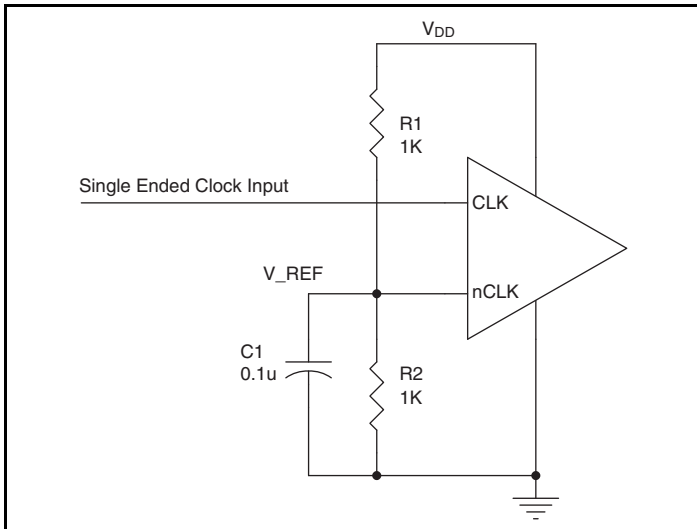 VDD
R1
1K
Single Ended Clock Input
CLK
V_REF
nCLK
C1
0.1u
R2
1K